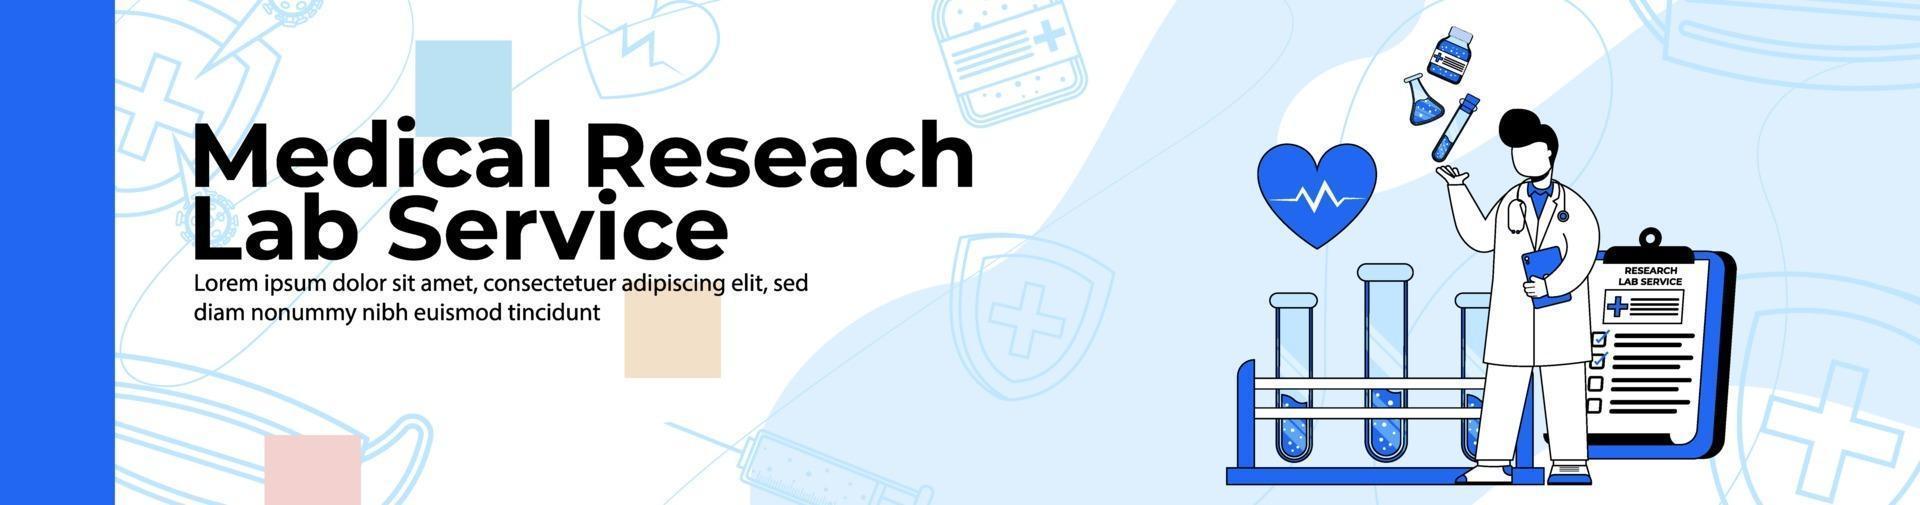 Medical Reseach
Lab Service
Lorem ipsum dolor sit amet, consectetuer adipiscing elit, sed
diam nonummy nibh euismod tincidunt
RESEARCH
LAB SERVICE